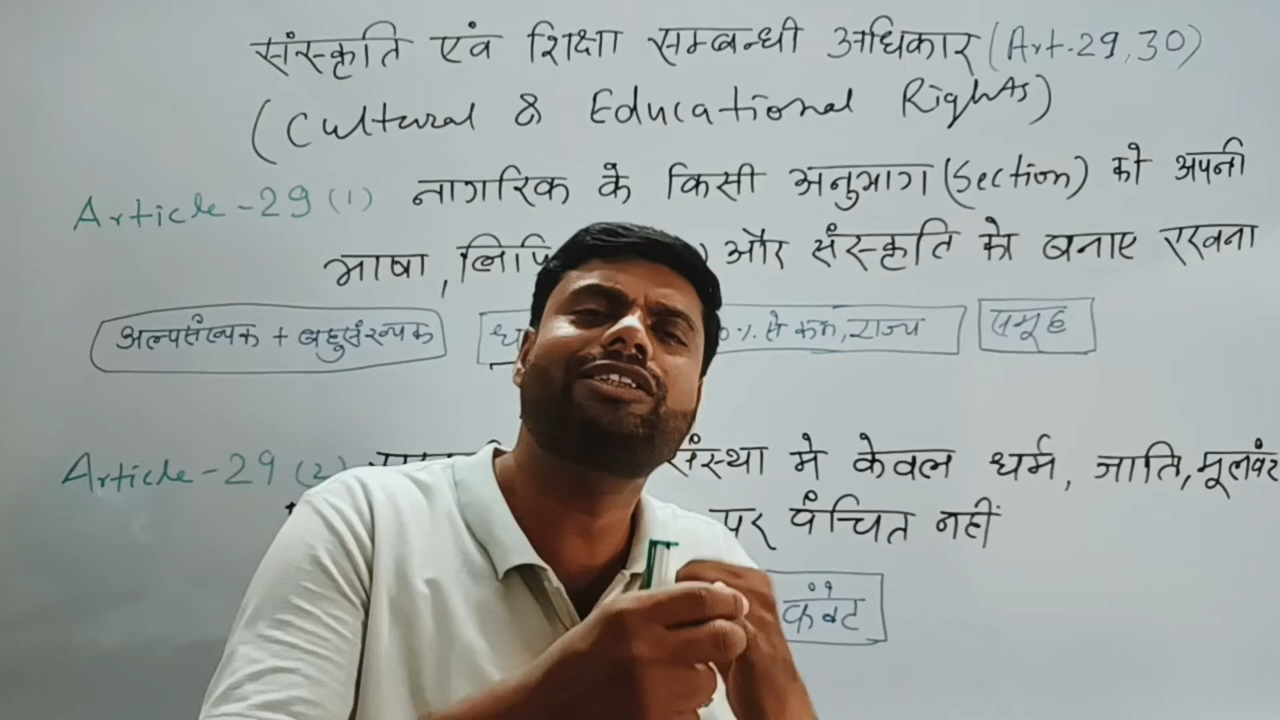 संस्कृति एवं शिक्षा सम्बन्धी अधिकार (Art.29,30)
(Cultural & Educational Rights)
Article-29(1) नागरिक के किसी अनुभाग (Section) को अपनी
भाषा, लिपि ) और संस्कृति को बनाए रखना
अल्पसंख्यक + बहुसंख्यक % से कम, राज्य समूह
Article-29(2) संस्था मे केवल धर्म, जाति, मूलवंश
पर वंचित नहीं